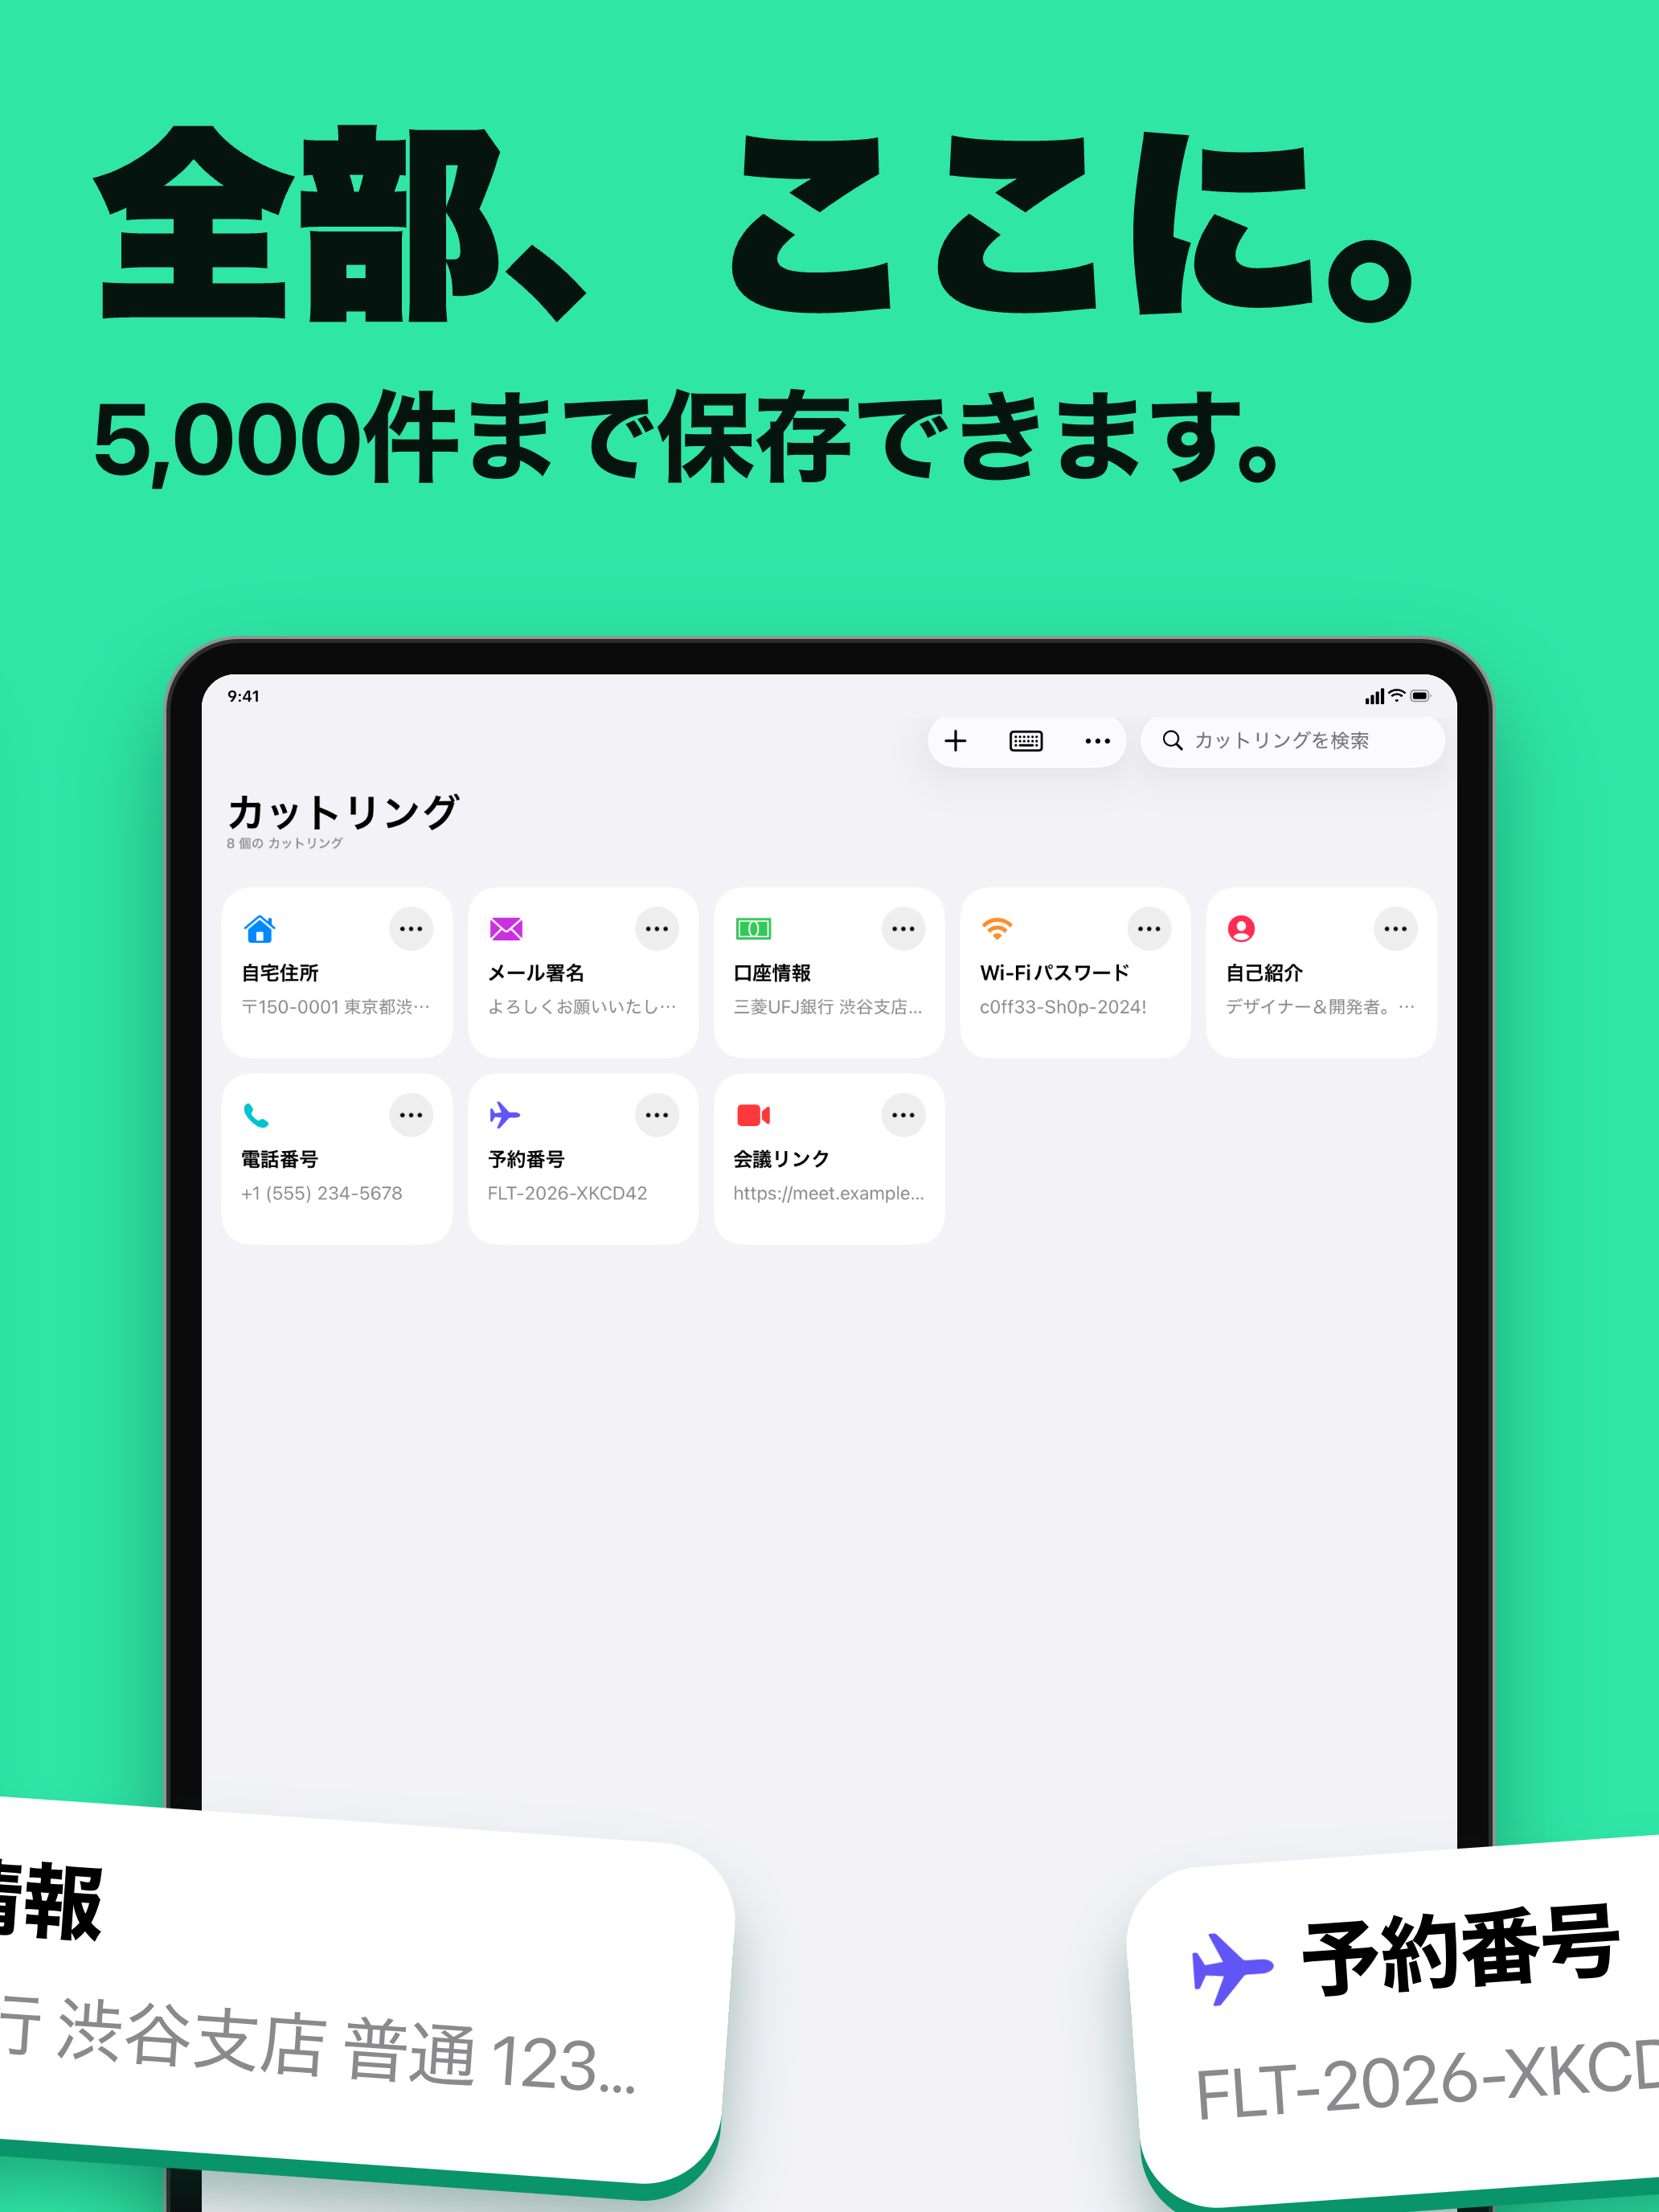 全部、ここに。
5,000件まで保存できます。
9:41
カットリングを検索
カットリング
8 個の カットリング
自宅住所
〒150-0001 東京都渋…
メール署名
よろしくお願いいたし…
口座情報
三菱UFJ銀行 渋谷支店...
Wi-Fiパスワード
c0ff33-Sh0p-2024!
自己紹介
デザイナー＆開発者。…
電話番号
+1 (555) 234-5678
予約番号
FLT-2026-XKCD42
会議リンク
https://meet.example...
情報
行 渋谷支店 普通 123...
予約番号
FLT-2026-XKCD